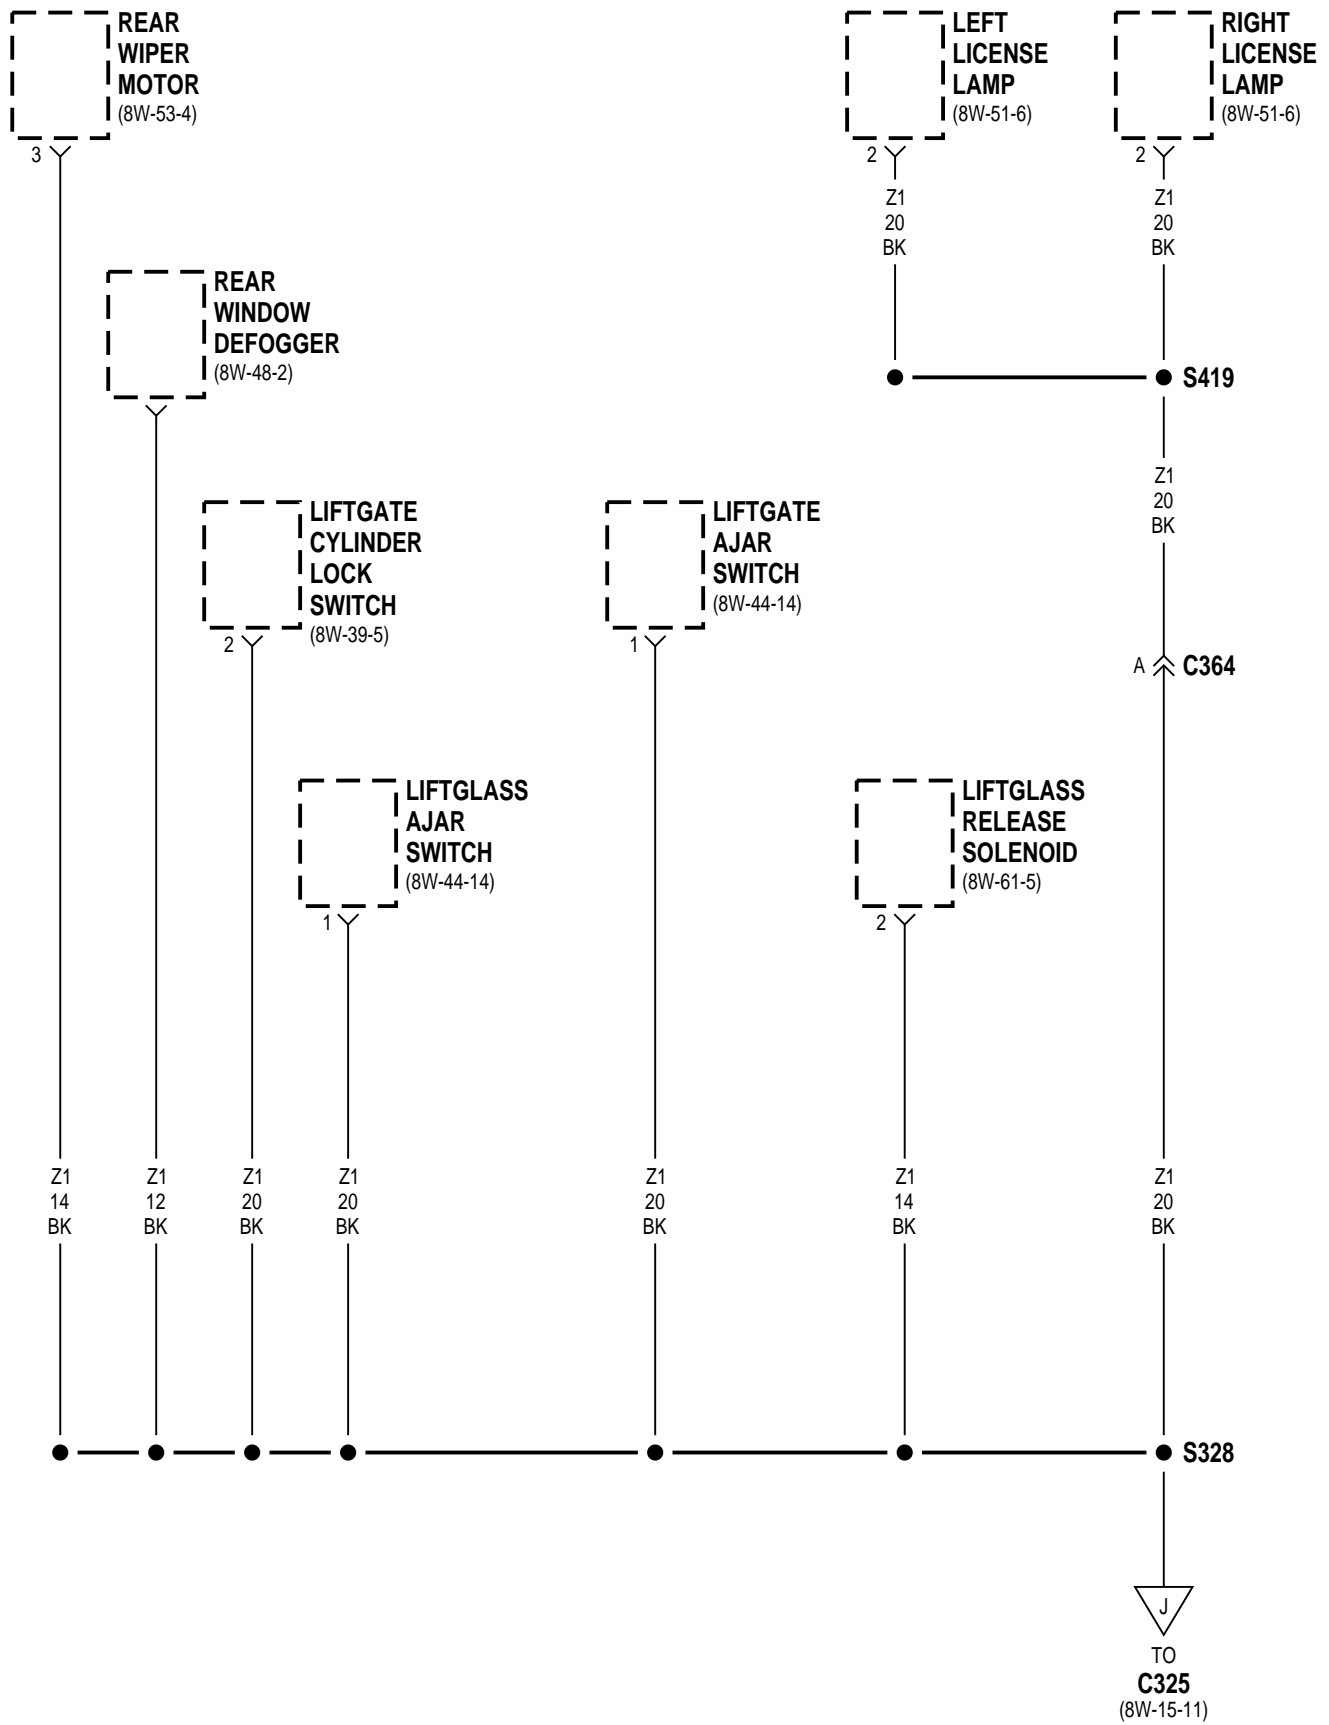 REAR
WIPER
MOTOR
(8W-53-4)
3
LEFT
LICENSE
LAMP
(8W-51-6)
2
Z1
20
BK
RIGHT
LICENSE
LAMP
(8W-51-6)
2
Z1
20
BK
REAR
WINDOW
DEFOGGER
(8W-48-2)
S419
Z1
20
BK
LIFTGATE
CYLINDER
LOCK
SWITCH
(8W-39-5)
2
LIFTGATE
AJAR
SWITCH
(8W-44-14)
1
A C364
LIFTGLASS
AJAR
SWITCH
(8W-44-14)
1
LIFTGLASS
RELEASE
SOLENOID
(8W-61-5)
2
Z1
14
BK
Z1
12
BK
Z1
20
BK
Z1
20
BK
Z1
20
BK
Z1
14
BK
Z1
20
BK
S328
J
TO
C325
(8W-15-11)